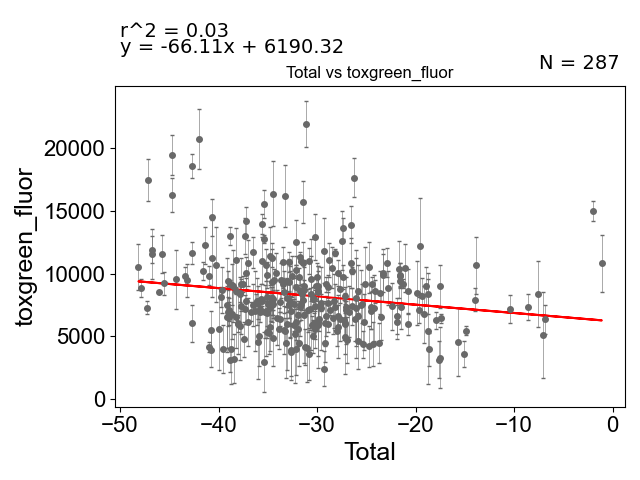 r^2 = 0.03
y = -66.11x + 6190.32
N = 287
Total vs toxgreen_fluor
20000
15000
10000
5000
0
toxgreen_fluor
−50 −40 −30 −20 −10 0
Total